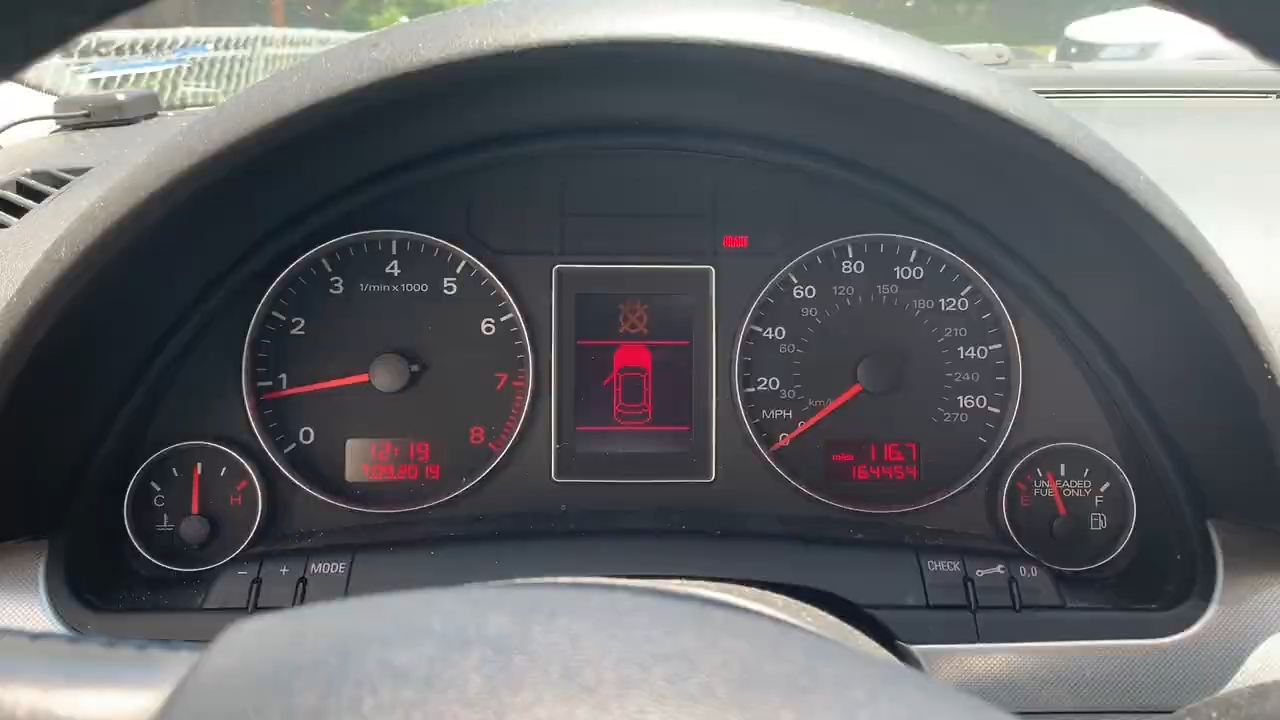 BRAKE
0
1
2
3
4
5
6
7
8
1/min x 1000
12:19
7.09.2019
0
20
40
60
80
100
120
140
160
30
60
90
120
150
180
210
240
270
MPH
km/h
miles 116.7
164454
C
H
UNLEADED
FUEL ONLY
E
F
-
+
MODE
CHECK
0,0